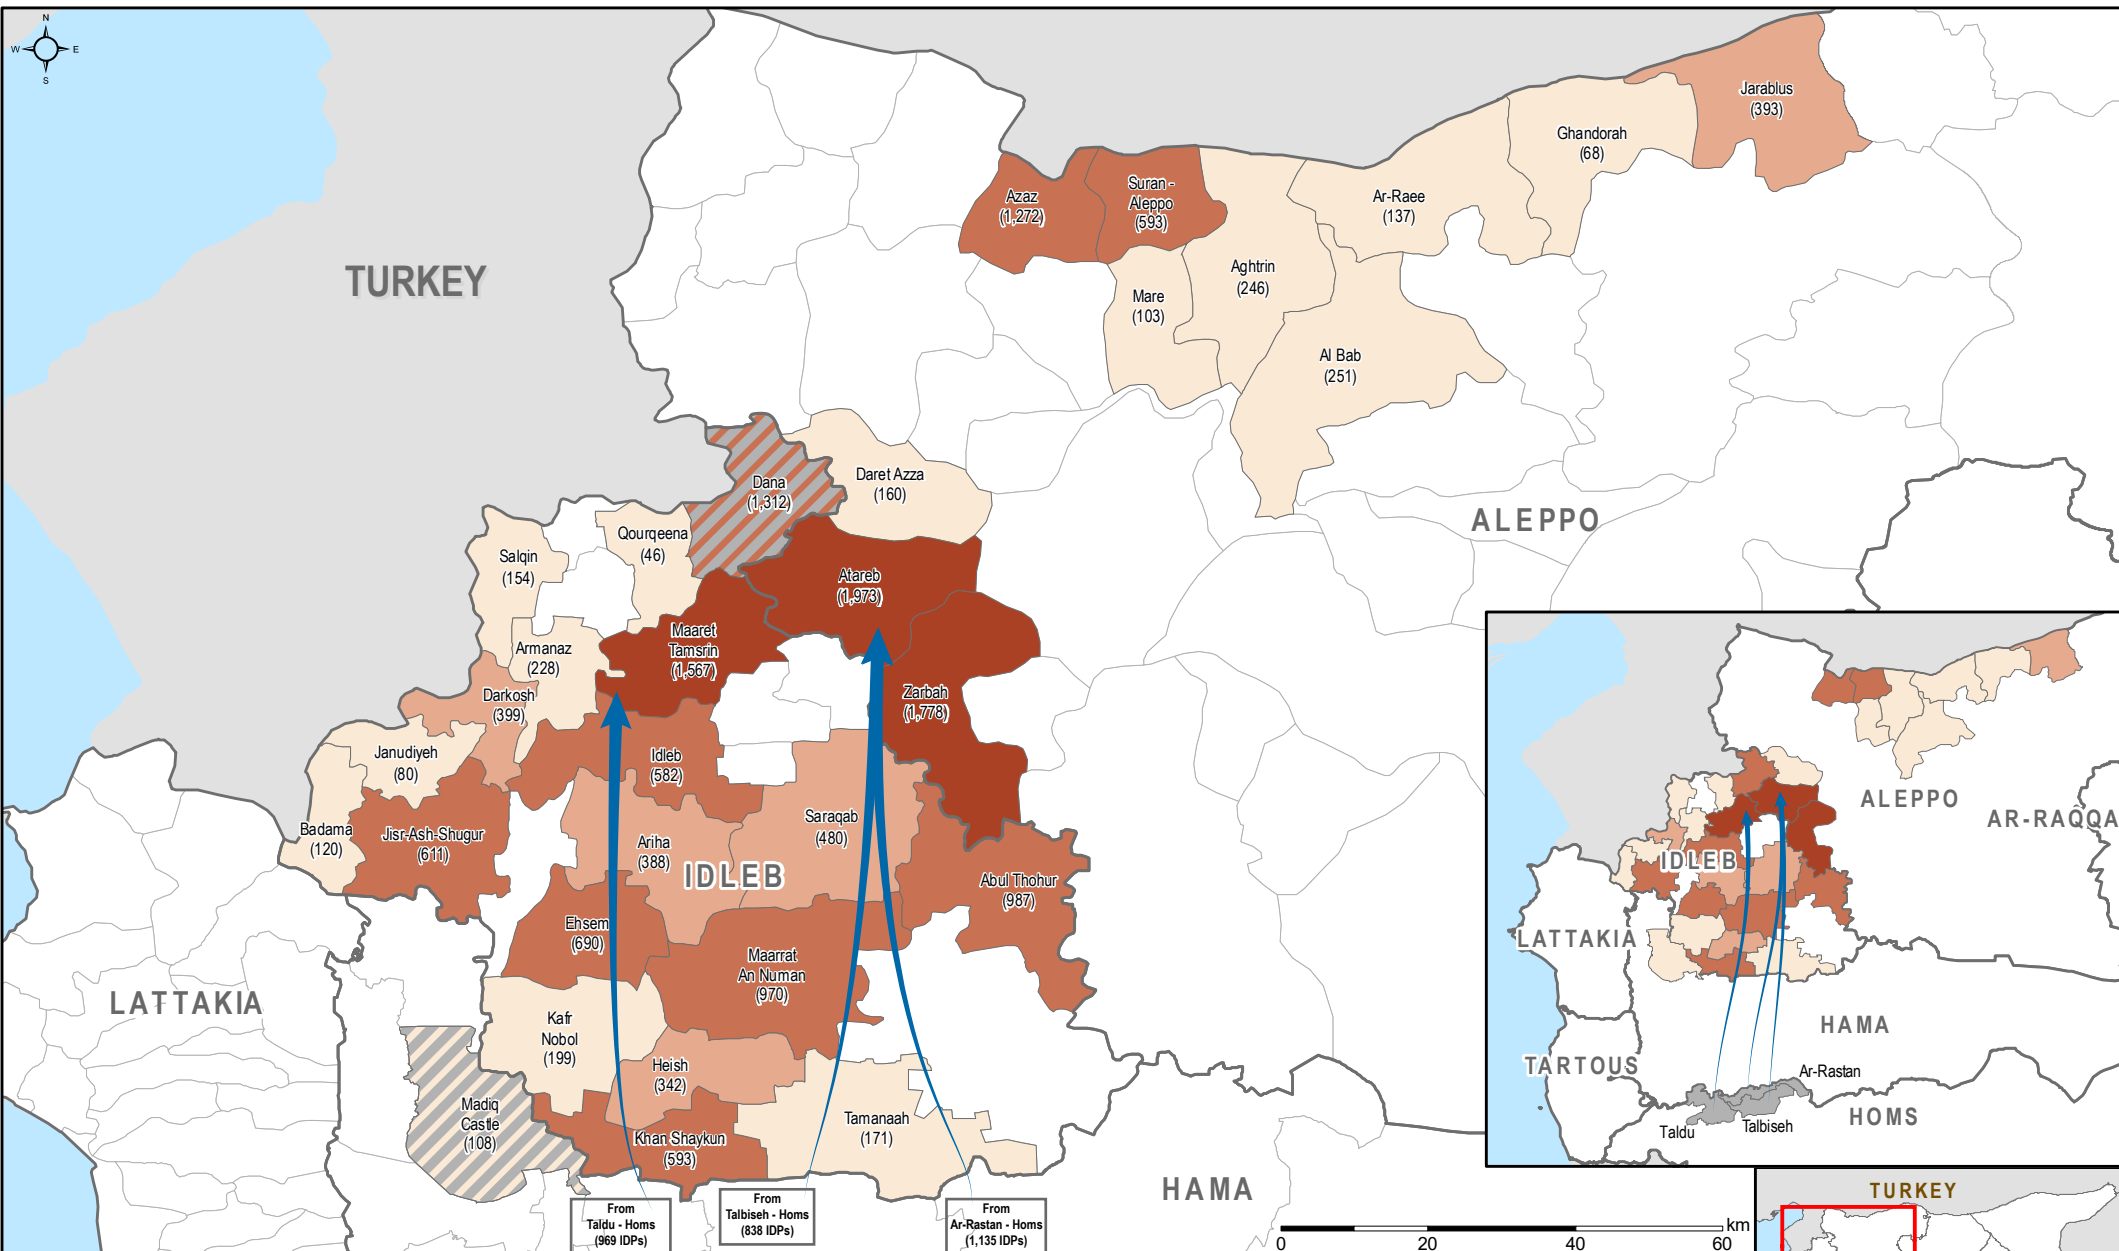 N
W
E
S
TURKEY
Jarablus
(393)
Ghandorah
(68)
Azaz
(1,272)
Suran -
Aleppo
(593)
Ar-Raee
(137)
Aghtrin
(246)
Mare
(103)
Al Bab
(251)
Dana
(1,312)
Daret Azza
(160)
ALEPPO
Qourqeena
(46)
Salqin
(154)
Atareb
(1,973)
Maaret
Tamsrin
(1,567)
Armanaz
(228)
Darkosh
(399)
Zarbah
(1,778)
Janudiyeh
(80)
Idleb
(582)
Badama
(120)
Jisr-Ash-Shugur
(611)
Ariha
(388)
Saraqab
(480)
IDLEB
Abul Thohur
(987)
Ehsem
(690)
Maarrat
An Numan
(970)
LATTAKIA
Kafr
Nobol
(199)
Heish
(342)
Madiq
Castle
(108)
Khan Shaykun
(593)
Tamanaah
(171)
HAMA
From
Taldu - Homs
(969 IDPs)
From
Talbiseh - Homs
(838 IDPs)
From
Ar-Rastan - Homs
(1,135 IDPs)
km
0
20
40
60
ALEPPO
AR-RAQQA
IDLEB
LATTAKIA
HAMA
TARTOUS
Ar-Rastan
HOMS
Taldu
Talbiseh
TURKEY